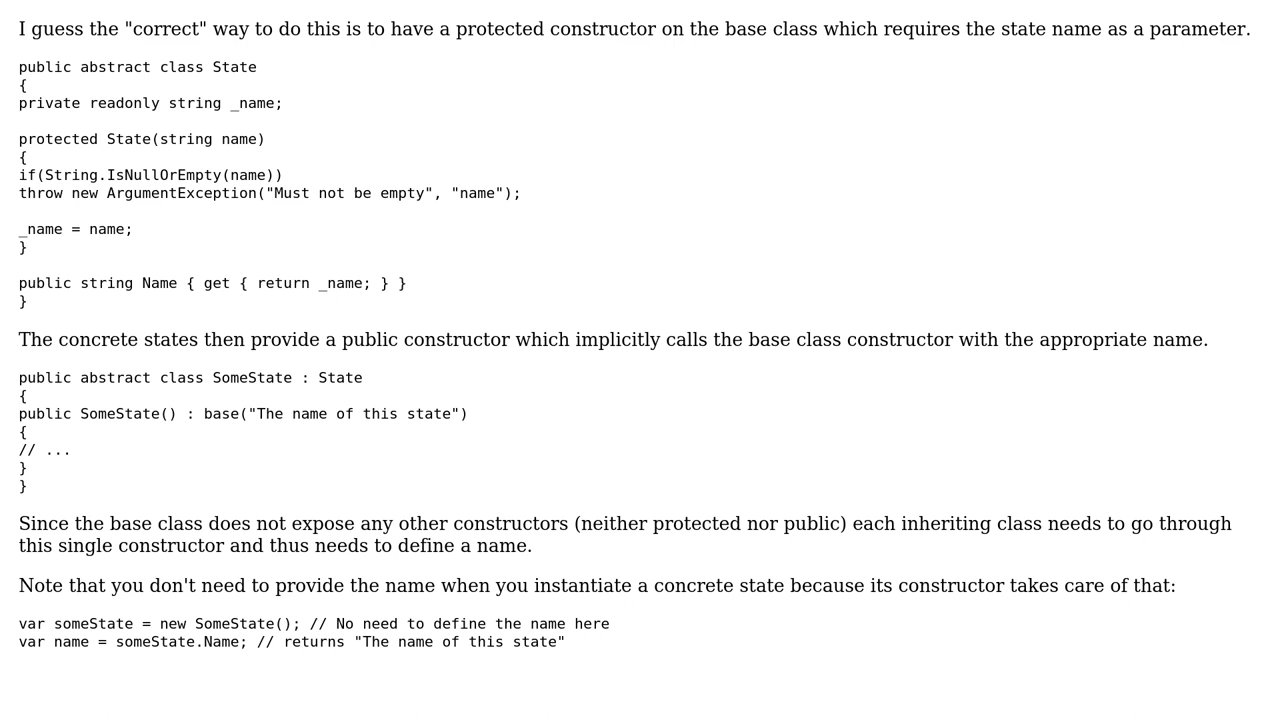 I guess the "correct" way to do this is to have a protected constructor on the base class which requires the state name as a parameter.
public abstract class State
{
private readonly string _name;
protected State(string name)
{
if(String.IsNullOrEmpty(name))
throw new ArgumentException("Must not be empty", "name");
_name = name;
}
public string Name { get { return _name; } }
}
The concrete states then provide a public constructor which implicitly calls the base class constructor with the appropriate name.
public abstract class SomeState : State
{
public SomeState() : base("The name of this state")
{
// ...
}
}
Since the base class does not expose any other constructors (neither protected nor public) each inheriting class needs to go through
this single constructor and thus needs to define a name.
Note that you don't need to provide the name when you instantiate a concrete state because its constructor takes care of that:
var someState = new SomeState(); // No need to define the name here
var name = someState.Name; // returns "The name of this state"